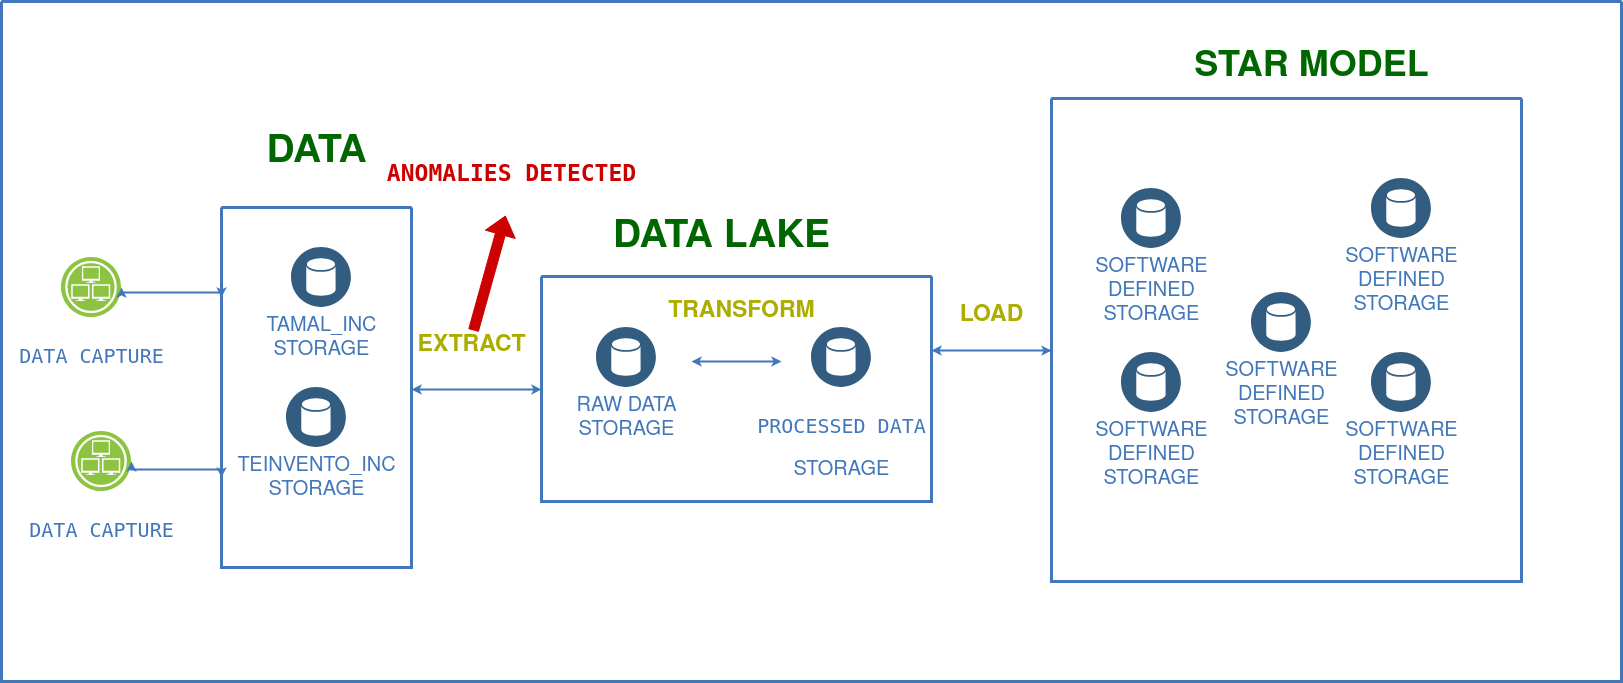 STAR MODEL
DATA
ANOMALIES DETECTED
DATA LAKE
DATA CAPTURE
DATA CAPTURE
TAMAL_INC
STORAGE
TEINVENTO_INC
STORAGE
EXTRACT
TRANSFORM
RAW DATA
STORAGE
PROCESSED DATA
STORAGE
LOAD
SOFTWARE
DEFINED
STORAGE
SOFTWARE
DEFINED
STORAGE
SOFTWARE
DEFINED
STORAGE
SOFTWARE
DEFINED
STORAGE
SOFTWARE
DEFINED
STORAGE